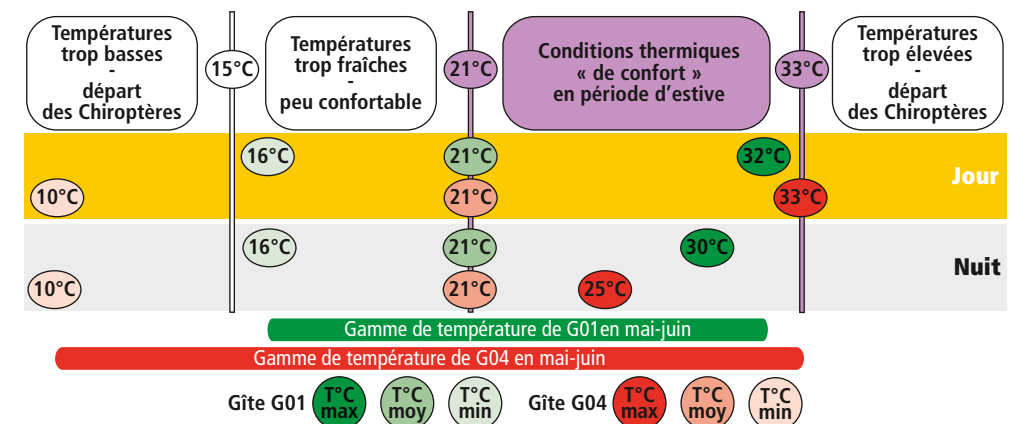 Températures
trop basses
-
départ
des Chiroptères
15°C
Températures
trop fraîches
-
peu confortable
21°C
Conditions thermiques
« de confort »
en période d'estive
33°C
Températures
trop élevées
-
départ
des Chiroptères
16°C
21°C
32°C
Jour
10°C
21°C
33°C
16°C
21°C
30°C
Nuit
10°C
21°C
25°C
Gamme de température de G01en mai-juin
Gamme de température de G04 en mai-juin
Gîte G01
T°C
max
T°C
moy
T°C
min
Gîte G04
T°C
max
T°C
moy
T°C
min